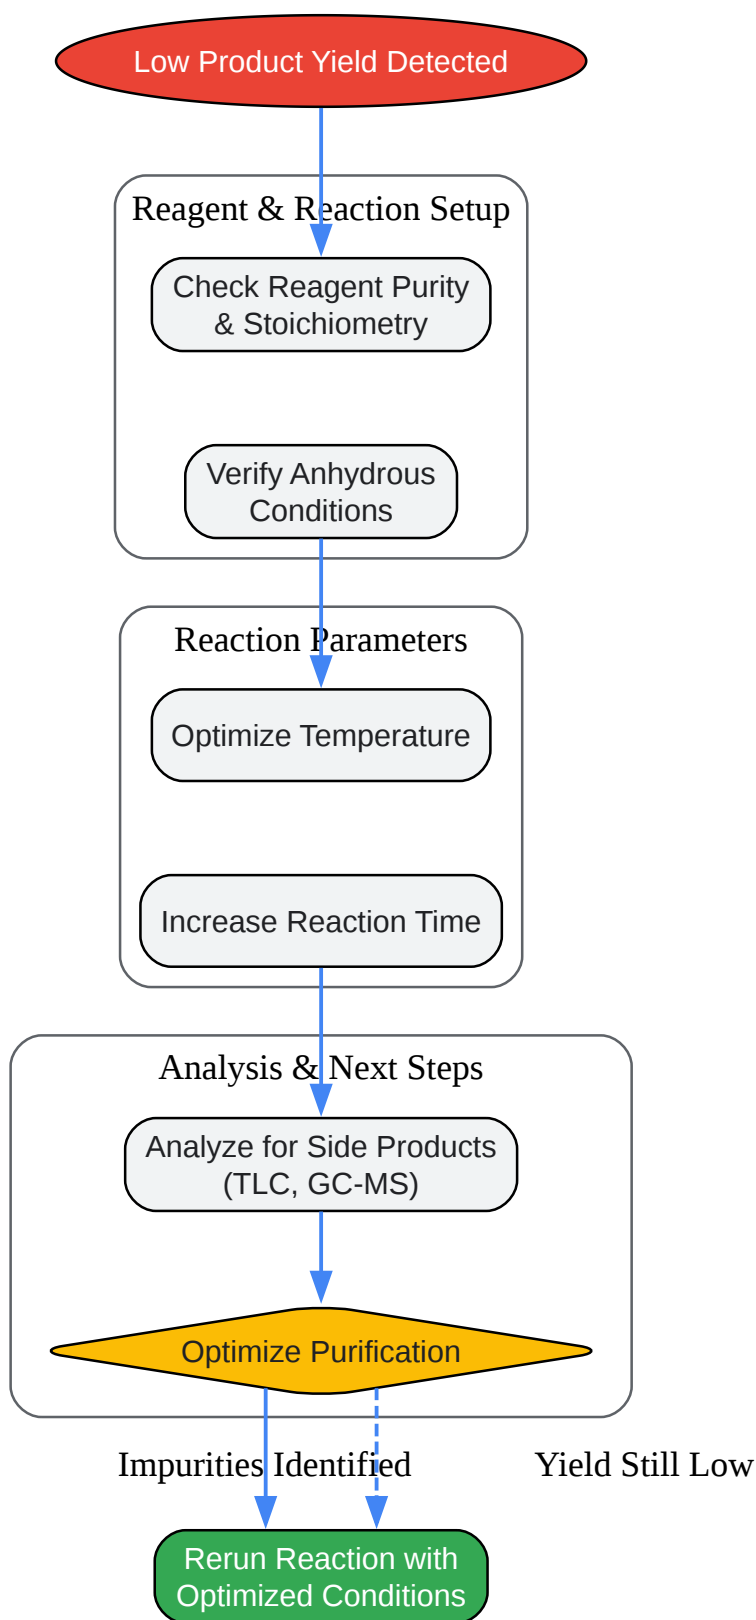 Low Product Yield Detected
Reagent & Reaction Setup
Check Reagent Purity
& Stoichiometry
Verify Anhydrous
Conditions
Reaction Parameters
Optimize Temperature
Increase Reaction Time
Analysis & Next Steps
Analyze for Side Products
(TLC, GC-MS)
Optimize Purification
Impurities Identified
Yield Still Low
Rerun Reaction with
Optimized Conditions